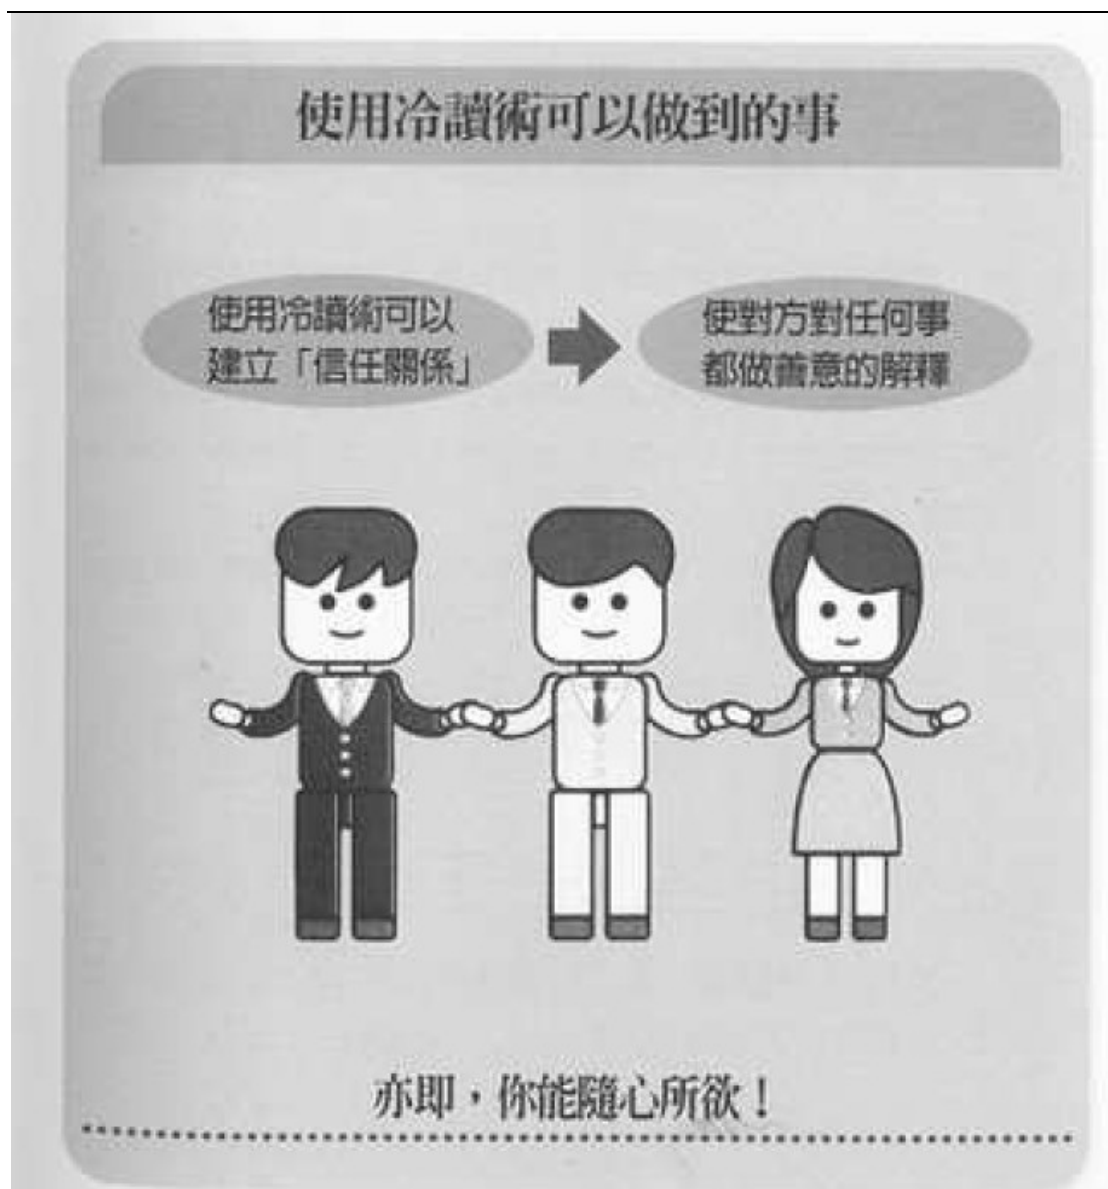 使用冷讀術可以做到的事
使用冷讀術可以
建立「信任關係」
使對方對任何事
都做善意的解釋
亦即，你能隨心所欲！